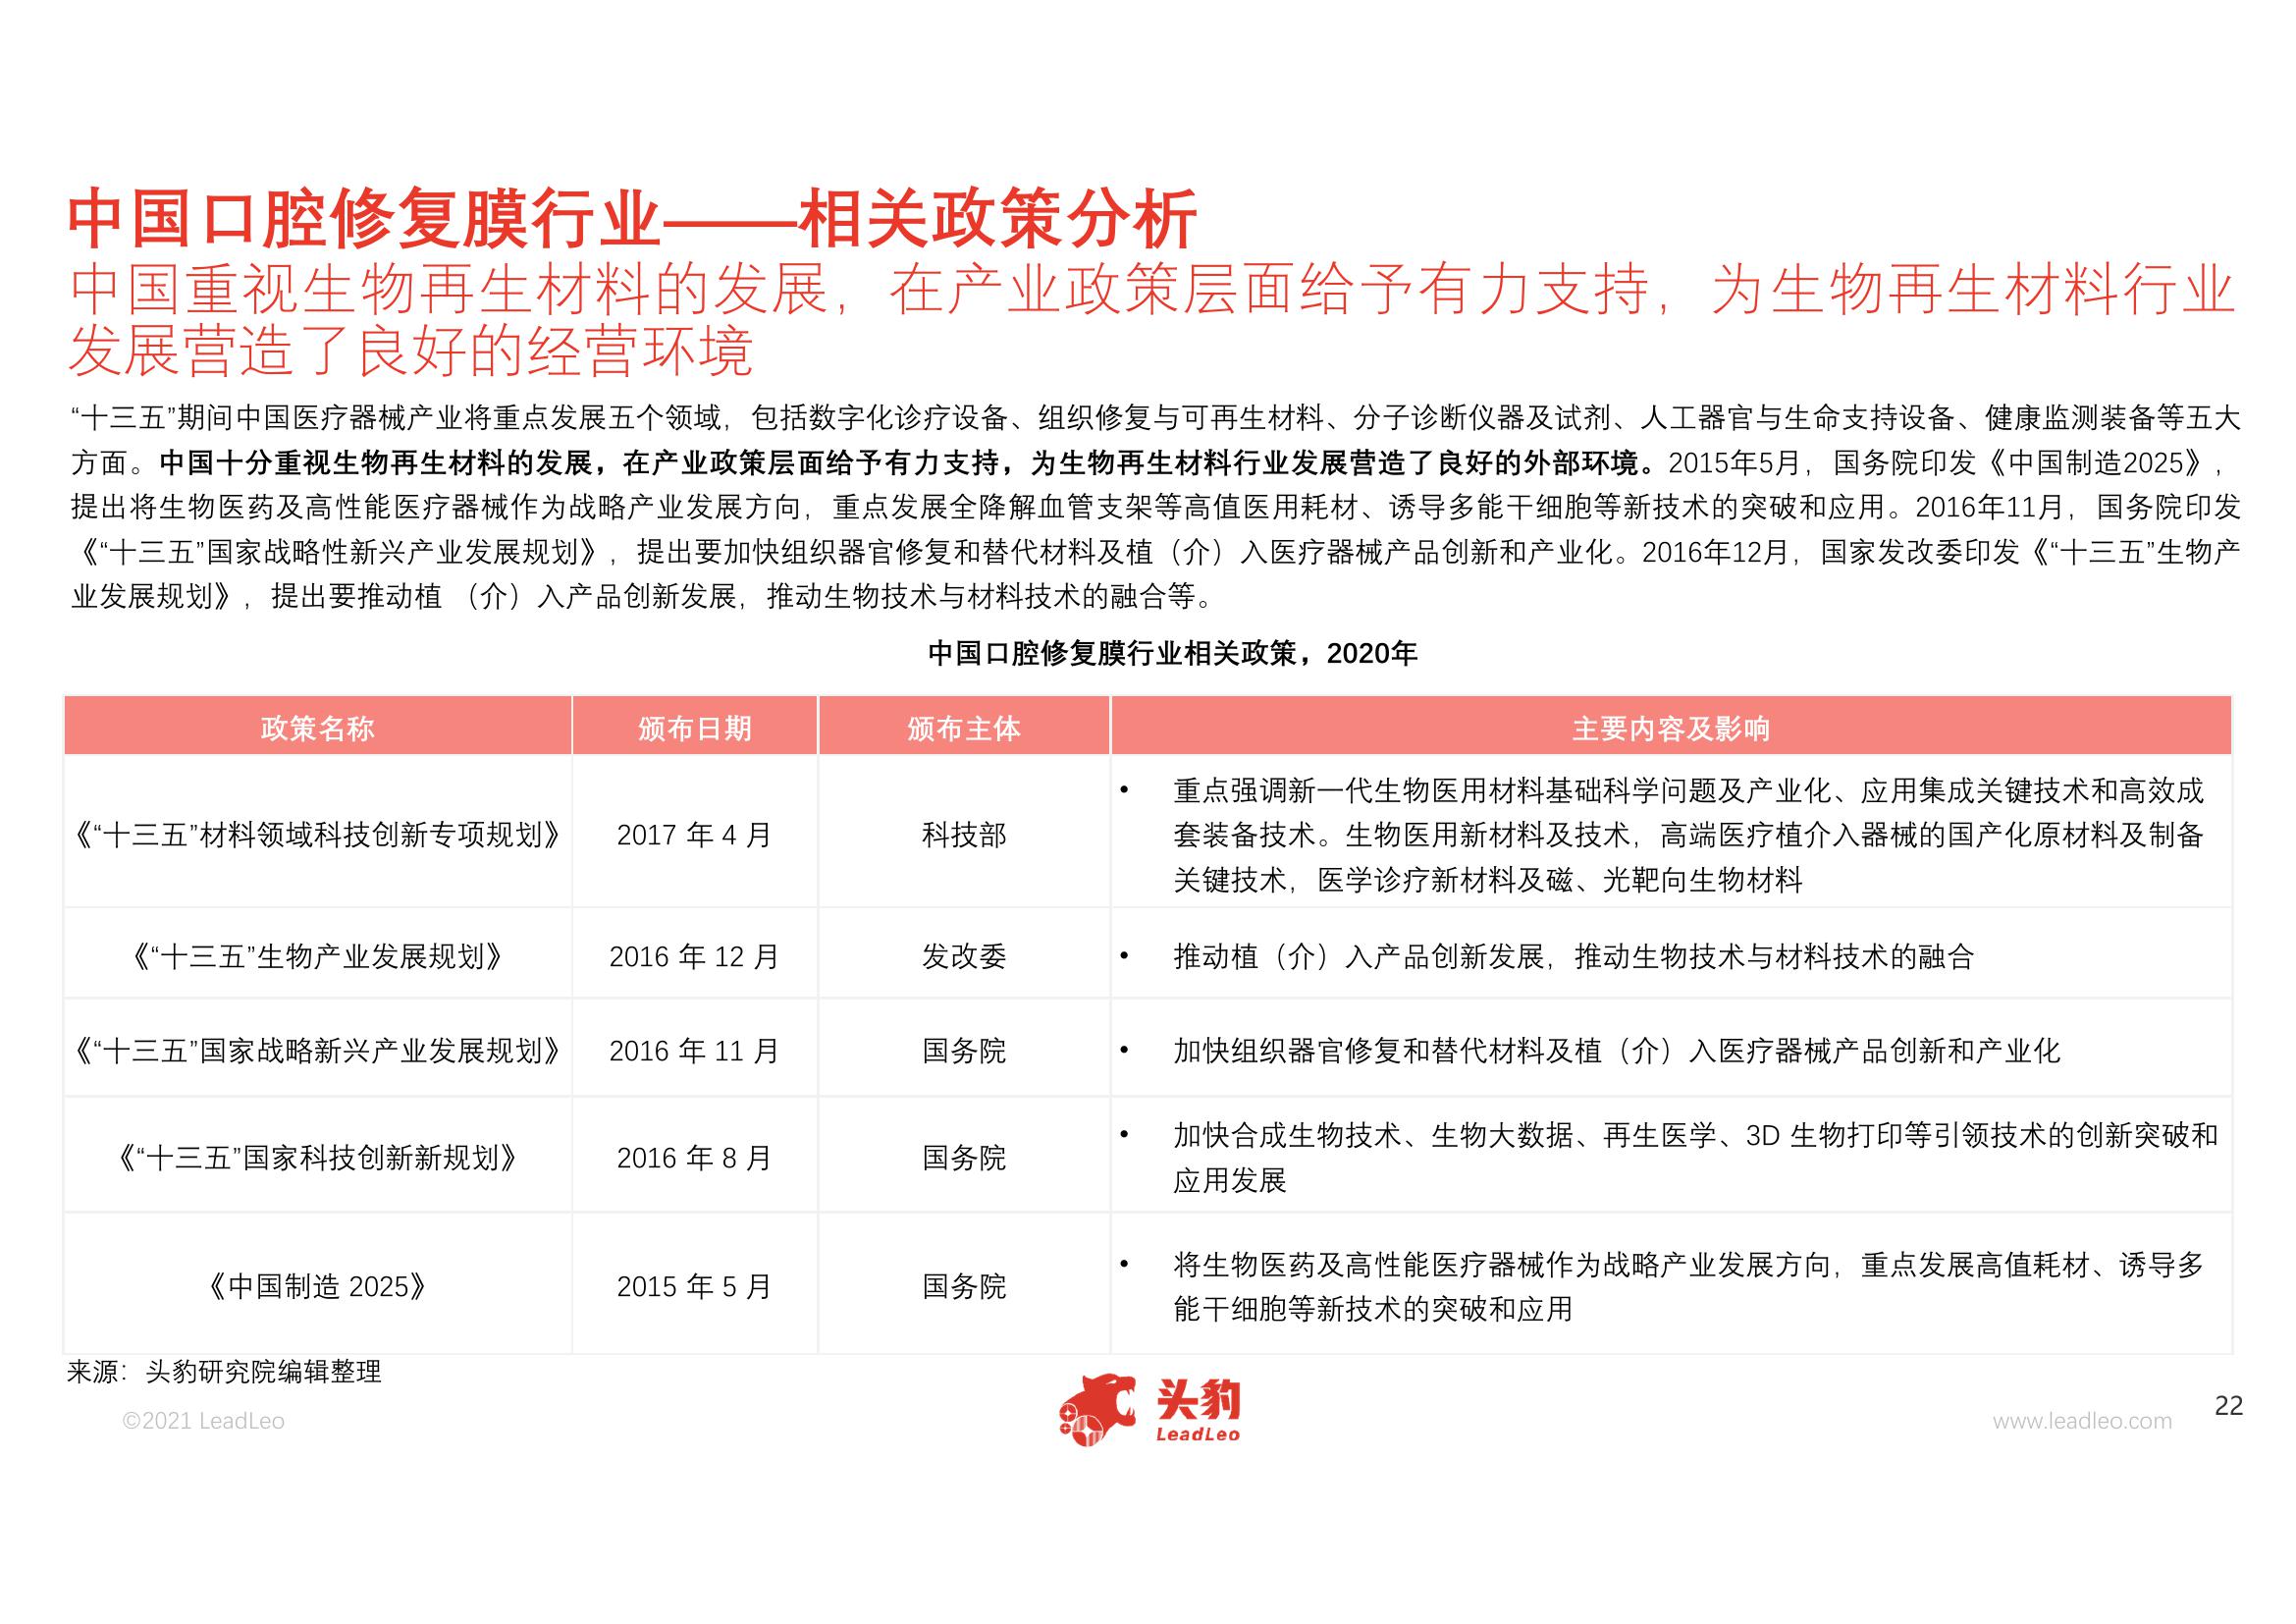 中国口腔修复膜行业——相关政策分析
中国重视生物再生材料的发展，在产业政策层面给予有力支持，为生物再生材料行业
发展营造了良好的经营环境
“十三五”期间中国医疗器械产业将重点发展五个领域，包括数字化诊疗设备、组织修复与可再生材料、分子诊断仪器及试剂、人工器官与生命支持设备、健康监测装备等五大
方面。中国十分重视生物再生材料的发展，在产业政策层面给予有力支持，为生物再生材料行业发展营造了良好的外部环境。2015年5月，国务院印发《中国制造2025》，
提出将生物医药及高性能医疗器械作为战略产业发展方向，重点发展全降解血管支架等高值医用耗材、诱导多能干细胞等新技术的突破和应用。2016年11月，国务院印发
《“十三五”国家战略性新兴产业发展规划》，提出要加快组织器官修复和替代材料及植（介）入医疗器械产品创新和产业化。2016年12月，国家发改委印发《“十三五”生物产
业发展规划》，提出要推动植 （介）入产品创新发展，推动生物技术与材料技术的融合等。
中国口腔修复膜行业相关政策，2020年
政策名称 颁布日期 颁布主体 主要内容及影响
《“十三五”材料领域科技创新专项规划》 2017 年 4 月 科技部
• 重点强调新一代生物医用材料基础科学问题及产业化、应用集成关键技术和高效成
套装备技术。生物医用新材料及技术，高端医疗植介入器械的国产化原材料及制备
关键技术，医学诊疗新材料及磁、光靶向生物材料
《“十三五”生物产业发展规划》 2016 年 12 月 发改委 • 推动植（介）入产品创新发展，推动生物技术与材料技术的融合
《“十三五”国家战略新兴产业发展规划》 2016 年 11 月 国务院 • 加快组织器官修复和替代材料及植（介）入医疗器械产品创新和产业化
《“十三五”国家科技创新新规划》 2016 年 8 月 国务院
• 加快合成生物技术、生物大数据、再生医学、3D 生物打印等引领技术的创新突破和
应用发展
《中国制造 2025》 2015 年 5 月 国务院
• 将生物医药及高性能医疗器械作为战略产业发展方向，重点发展高值耗材、诱导多
能干细胞等新技术的突破和应用
来源：头豹研究院编辑整理
©2021 LeadLeo
头豹
LeadLeo
www.leadleo.com
22